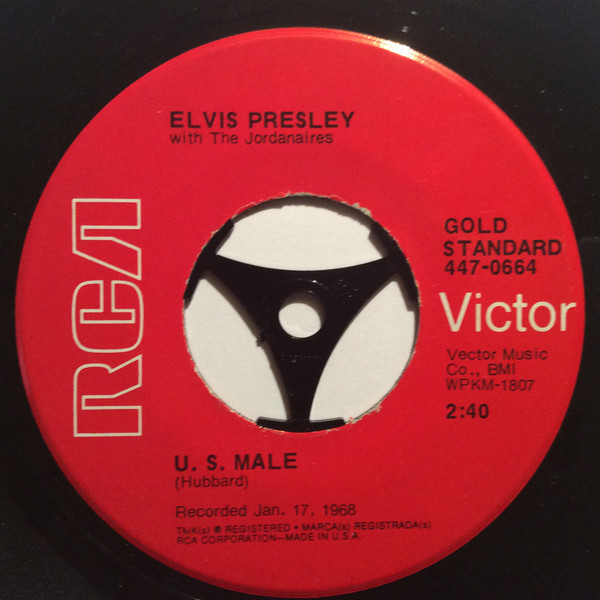 ELVIS PRESLEY
with The Jordanaires
RCA
GOLD
STANDARD
447-0664
Victor
Vector Music
Co., BMI
WPKM-1807
2:40
U. S. MALE
(Hubbard)
Recorded Jan. 17, 1968
TMK(s) ® REGISTERED • MARCA(s) REGISTRADA(s)
RCA CORPORATION—MADE IN U.S.A.